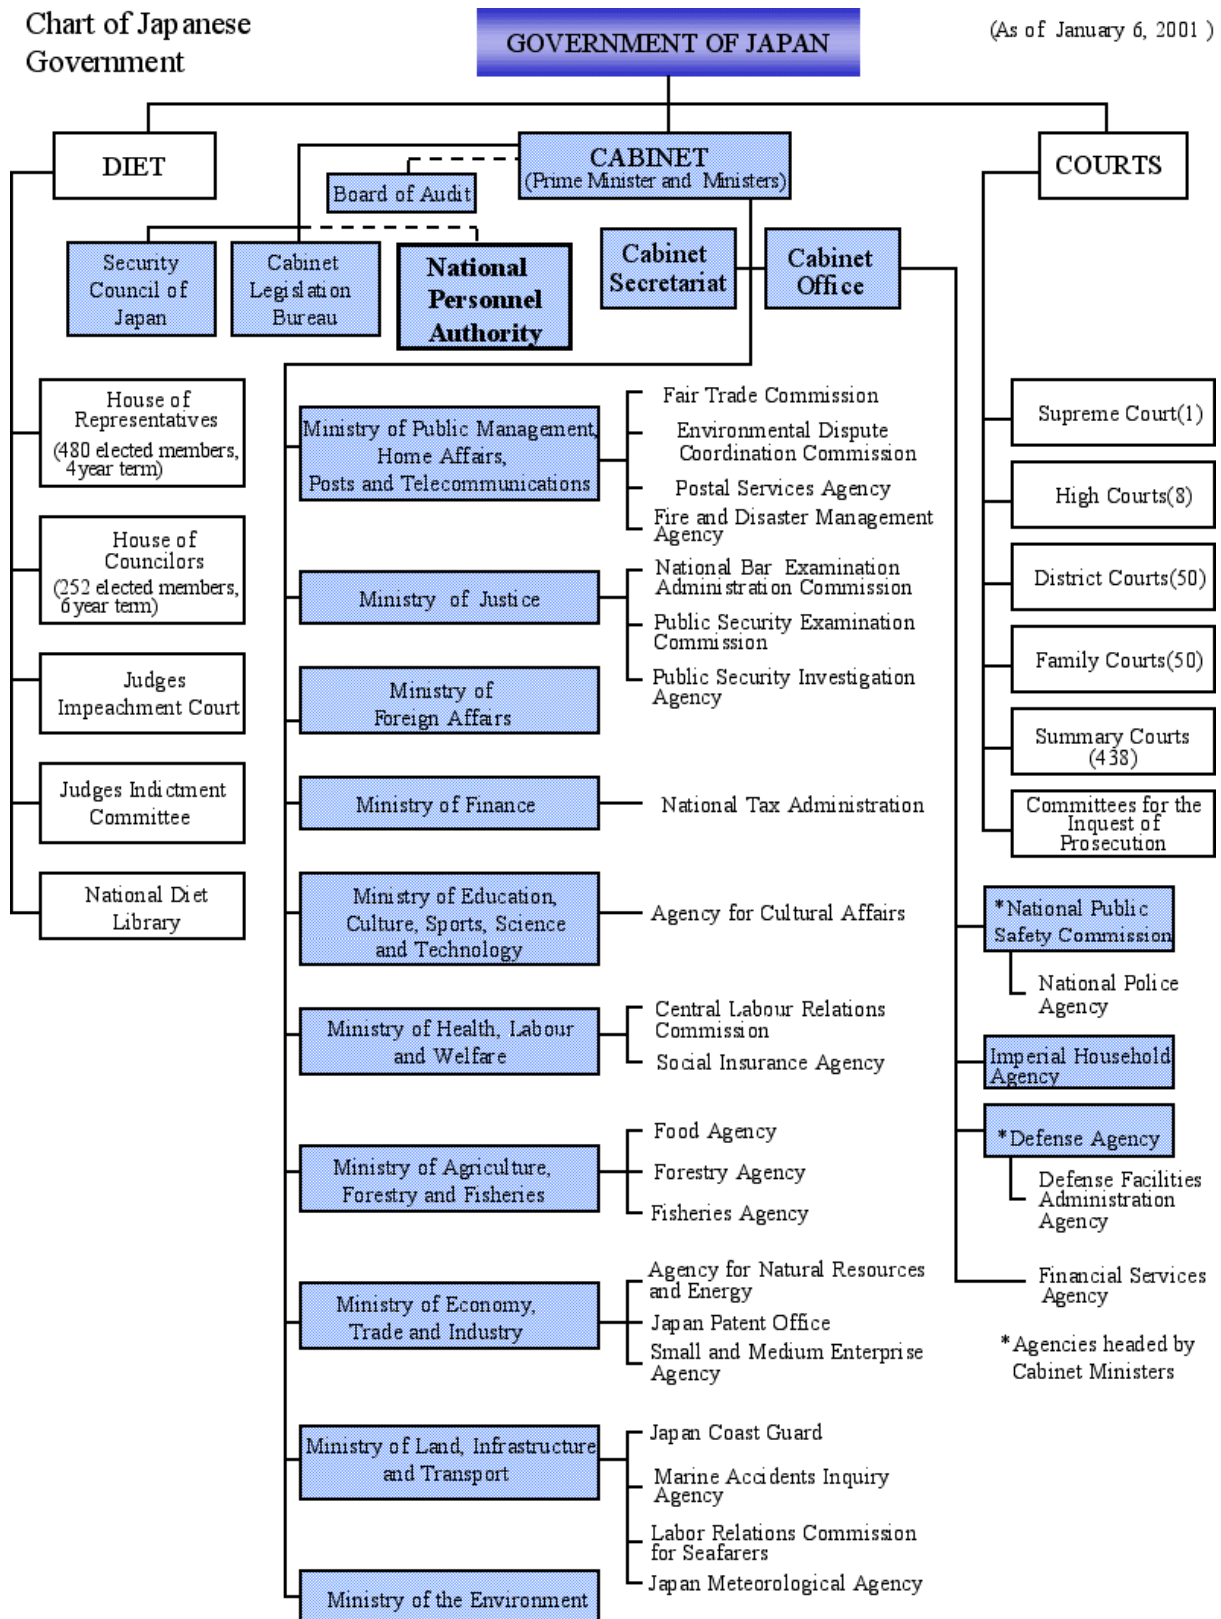 Chart of Japanese
Government
GOVERNMENT OF JAPAN
(As of January 6, 2001 )
DIET
CABINET
(Prime Minister and Ministers)
COURTS
Board of Audit
Security
Council of
Japan
Cabinet
Legislation
Bureau
National
Personnel
Authority
Cabinet
Secretariat
Cabinet
Office
House of
Representatives
(480 elected members,
4year term)
House of
Councilors
(252 elected members,
6year term)
Judges
Impeachment Court
Judges Indictment
Committee
National Diet
Library
Ministry of Public Management,
Home Affairs,
Posts and Telecommunications
Fair Trade Commission
Environmental Dispute
Coordination Commission
Postal Services Agency
Fire and Disaster Management
Agency
Ministry of Justice
National Bar Examination
Administration Commission
Public Security Examination
Commission
Public Security Investigation
Agency
Ministry of
Foreign Affairs
Ministry of Finance
National Tax Administration
Ministry of Education,
Culture, Sports, Science
and Technology
Agency for Cultural Affairs
Ministry of Health, Labour
and Welfare
Central Labour Relations
Commission
Social Insurance Agency
Ministry of Agriculture,
Forestry and Fisheries
Food Agency
Forestry Agency
Fisheries Agency
Ministry of Economy,
Trade and Industry
Agency for Natural Resources
and Energy
Japan Patent Office
Small and Medium Enterprise
Agency
Ministry of Land, Infrastructure
and Transport
Japan Coast Guard
Marine Accidents Inquiry
Agency
Labor Relations Commission
for Seafarers
Japan Meteorological Agency
Ministry of the Environment
Supreme Court(1)
High Courts(8)
District Courts(50)
Family Courts(50)
Summary Courts
(438)
Committees for the
Inquest of
Prosecution
*National Public
Safety Commission
National Police
Agency
Imperial Household
Agency
*Defense Agency
Defense Facilities
Administration
Agency
Financial Services
Agency
*Agencies headed by
Cabinet Ministers